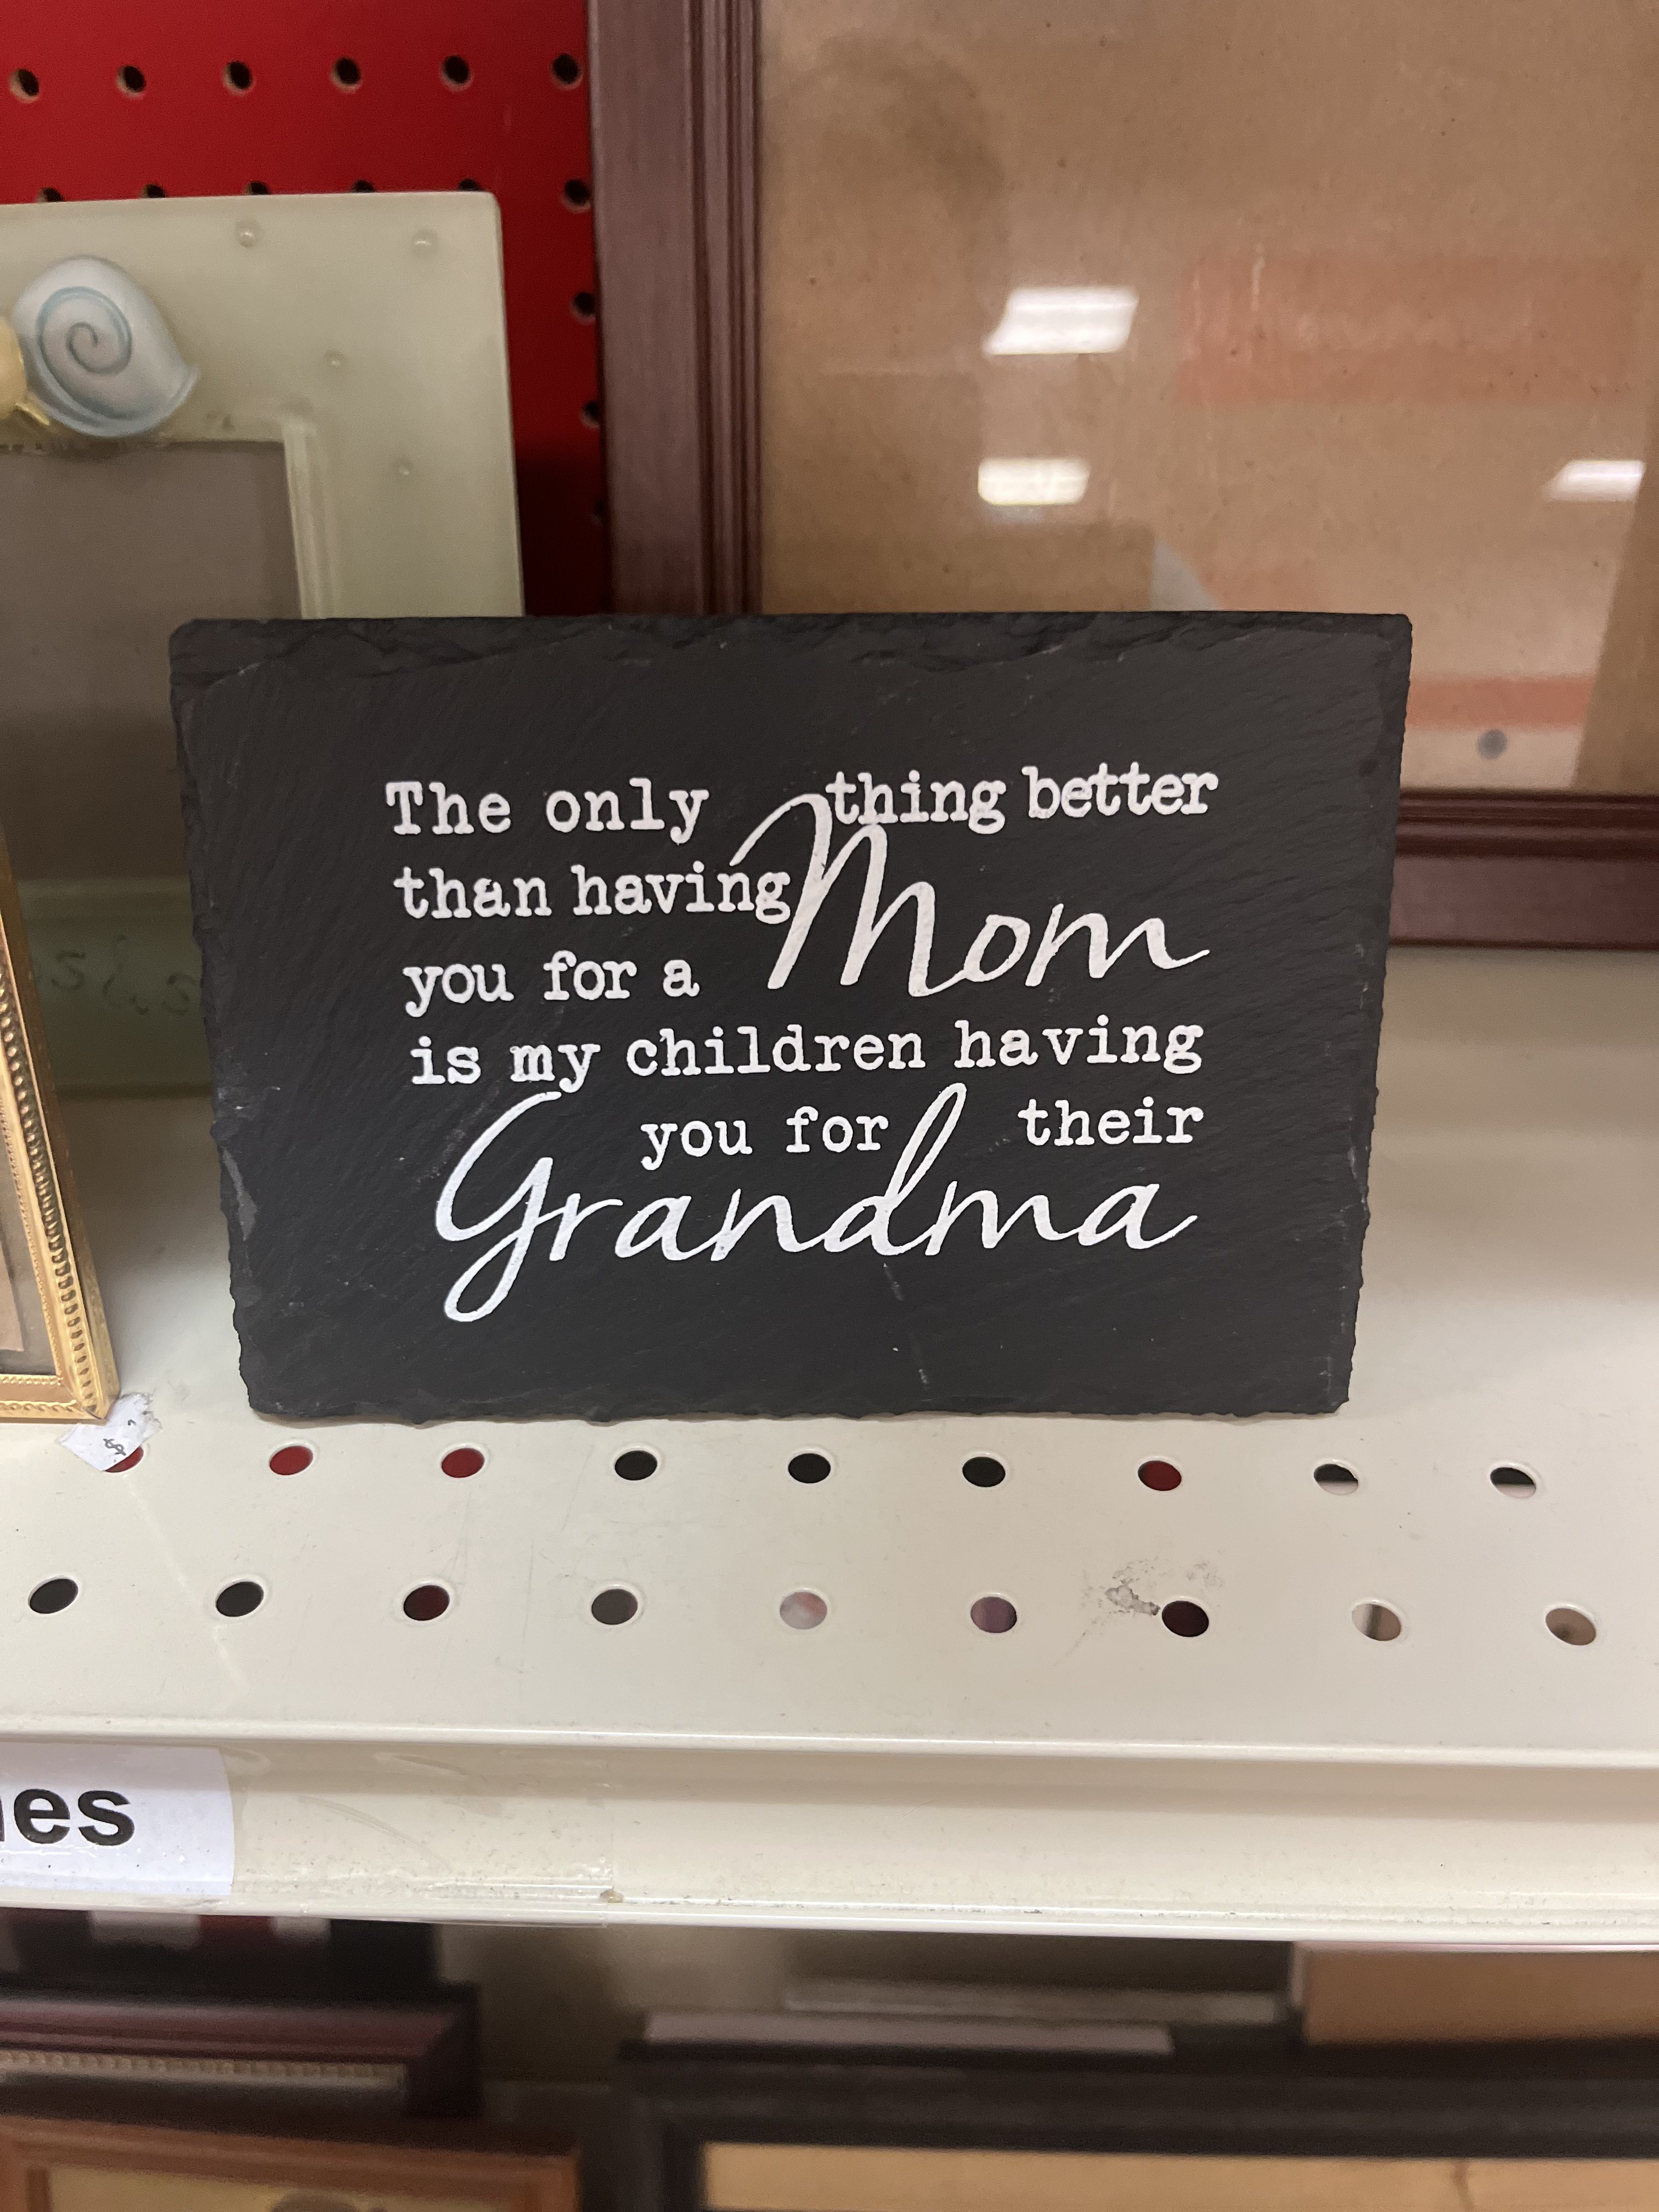 The only thing better
than having
you for a Mom
is my children having
you for their
Grandma
es